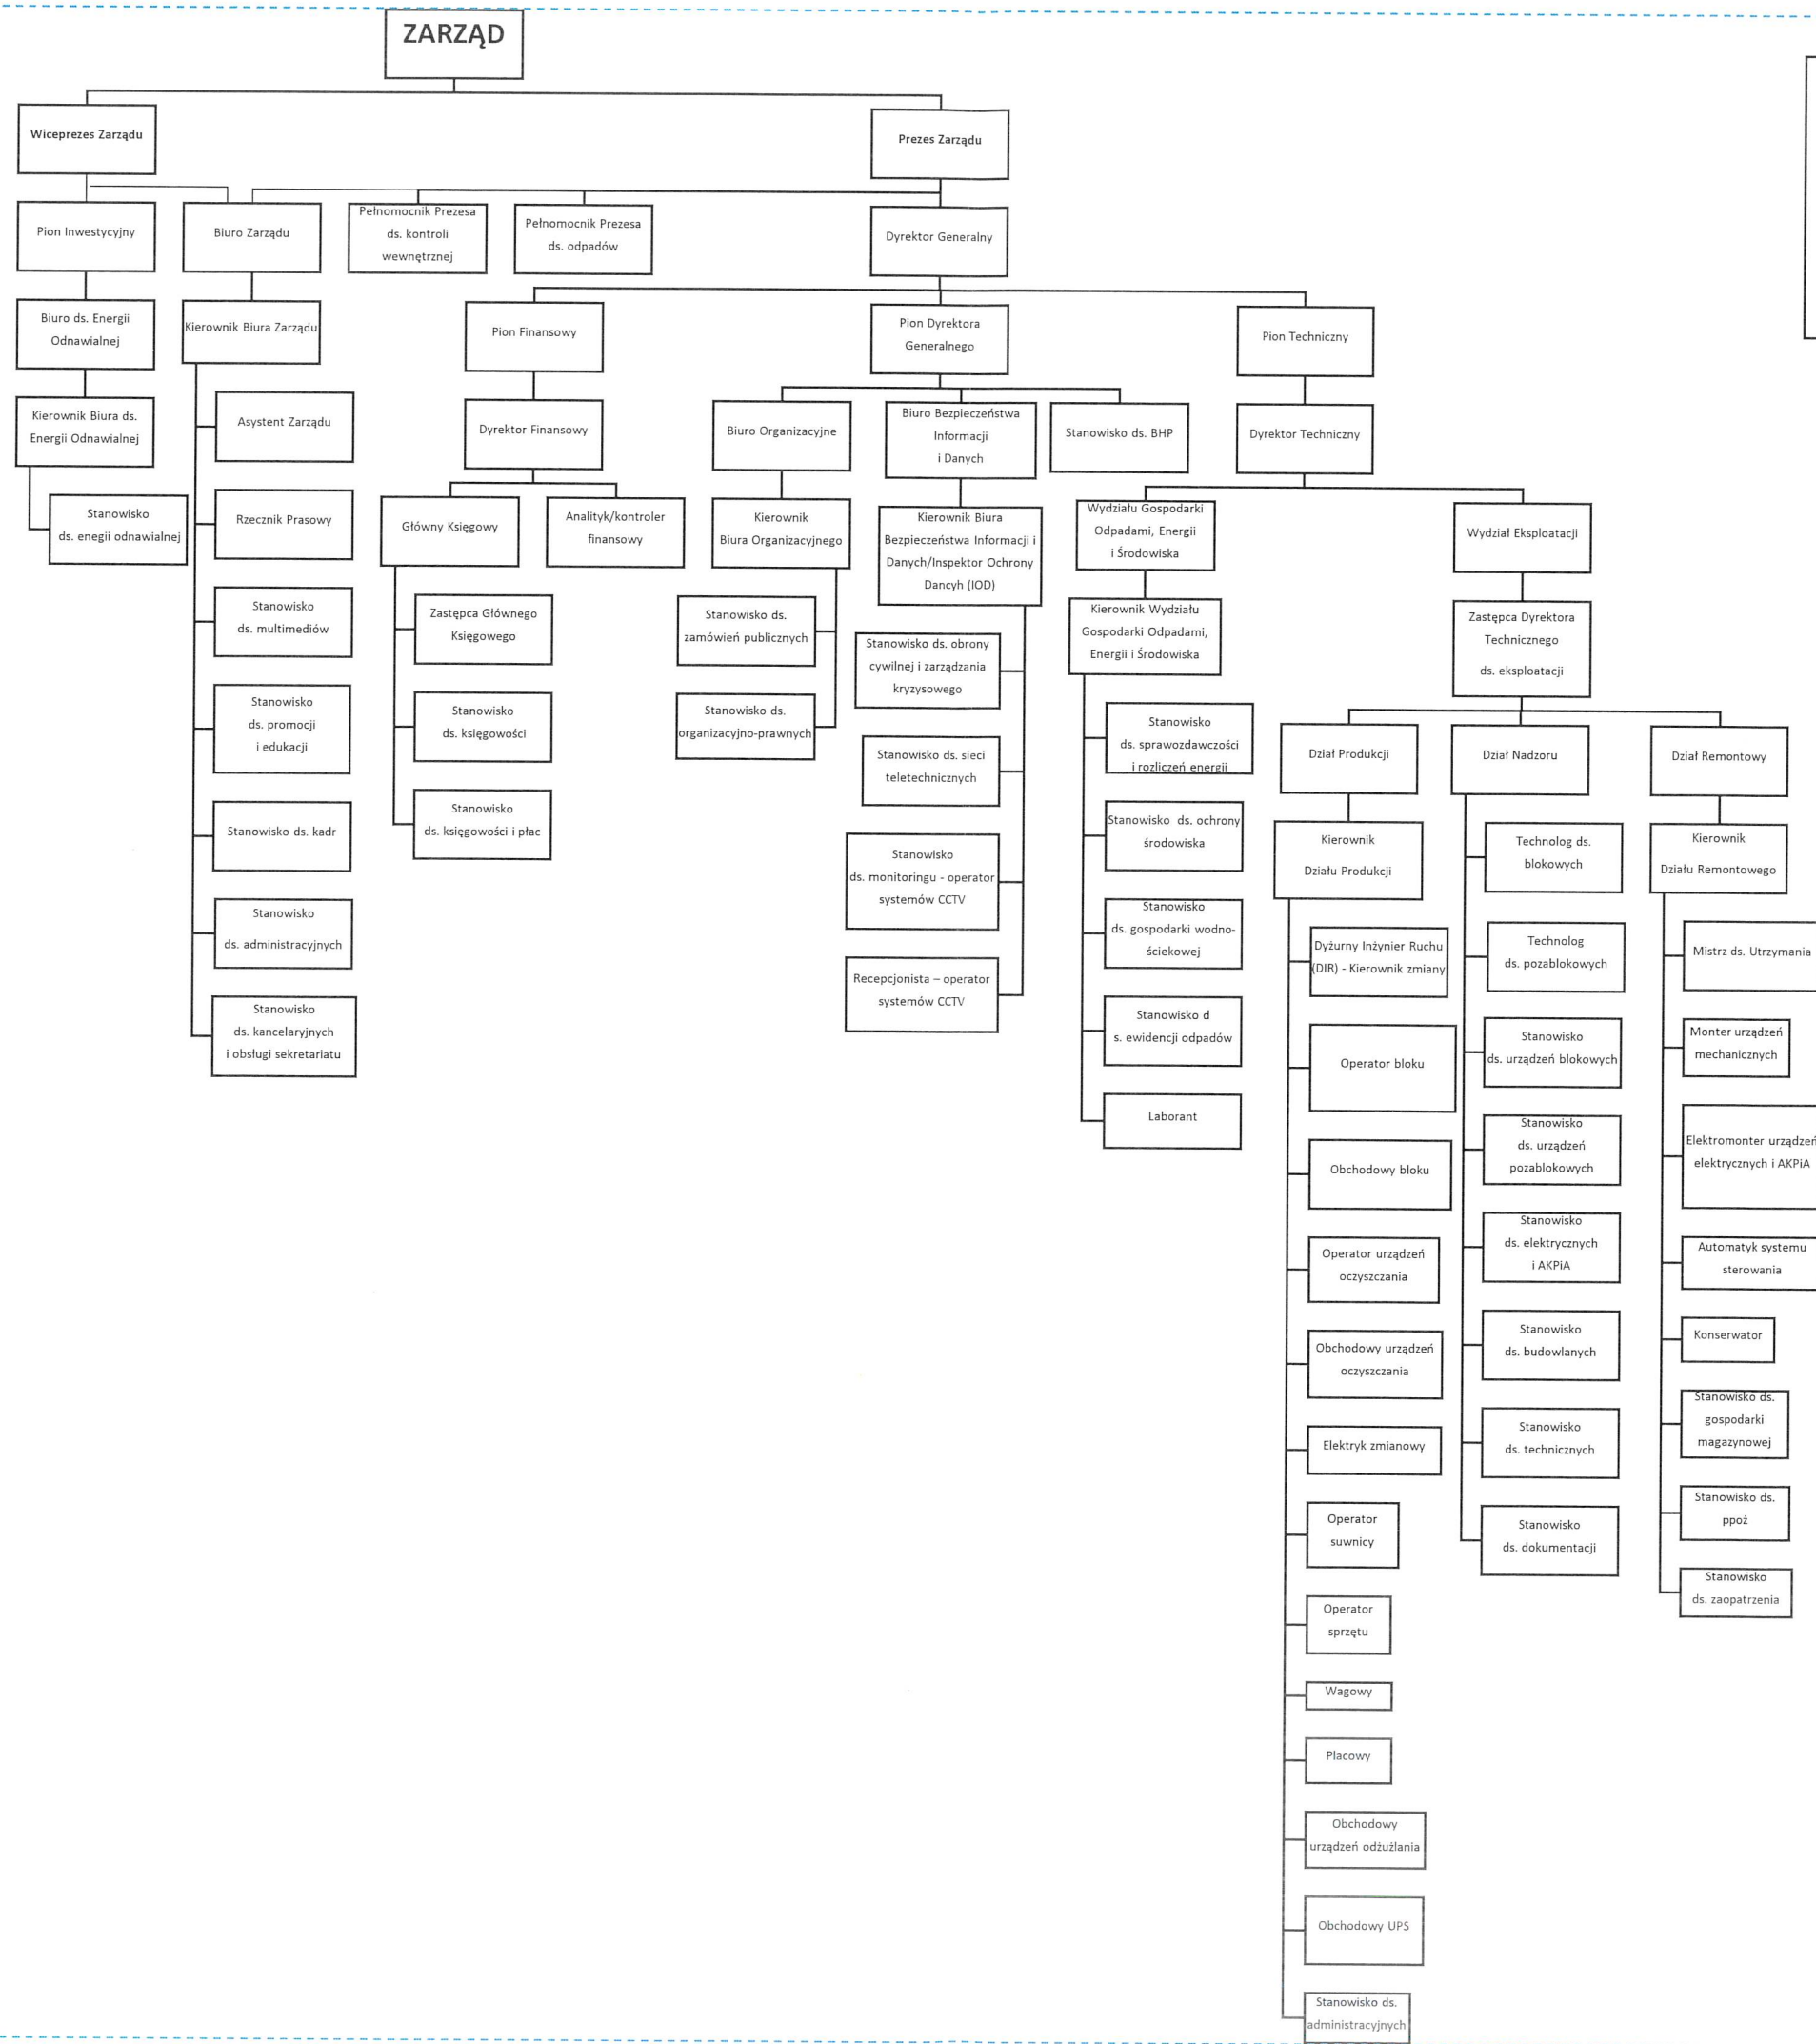 ZARZĄD
Wiceprezes Zarządu
Prezes Zarządu
Pion Inwestycyjny
Biuro Zarządu
Pełnomocnik Prezesa
ds. kontroli
wewnętrznej
Pełnomocnik Prezesa
ds. odpadów
Dyrektor Generalny
Biuro ds. Energii
Odnawialnej
Kierownik Biura Zarządu
Pion Finansowy
Pion Dyrektora
Generalnego
Pion Techniczny
Kierownik Biura ds.
Energii Odnawialnej
Stanowisko
ds. enegii odnawialnej
Asystent Zarządu
Rzecznik Prasowy
Stanowisko
ds. multimediów
Stanowisko
ds. promocji
i edukacji
Stanowisko ds. kadr
Stanowisko
ds. administracyjnych
Stanowisko
ds. kancelaryjnych
i obsługi sekretariatu
Dyrektor Finansowy
Główny Księgowy
Analityk/kontroler
finansowy
Zastępca Głównego
Księgowego
Stanowisko
ds. księgowości
Stanowisko
ds. księgowości i płac
Biuro Organizacyjne
Biuro Bezpieczeństwa
Informacji
i Danych
Stanowisko ds. BHP
Kierownik
Biura Organizacyjnego
Stanowisko ds.
zamówień publicznych
Stanowisko ds.
organizacyjno-prawnych
Kierownik Biura
Bezpieczeństwa Informacji i
Danych/Inspektor Ochrony
Dancyh (IOD)
Stanowisko ds. obrony
cywilnej i zarządzania
kryzysowego
Stanowisko ds. sieci
teletechnicznych
Stanowisko
ds. monitoringu - operator
systemów CCTV
Recepcjonista – operator
systemów CCTV
Dyrektor Techniczny
Wydziału Gospodarki
Odpadami, Energii
i Środowiska
Wydział Eksploatacji
Kierownik Wydziału
Gospodarki Odpadami,
Energii i Środowiska
Stanowisko
ds. sprawozdawczości
i rozliczeń energii
Stanowisko ds. ochrony
środowiska
Stanowisko
ds. gospodarki wodno-
ściekowej
Stanowisko d
s. ewidencji odpadów
Laborant
Zastępca Dyrektora
Technicznego
ds. eksploatacji
Dział Produkcji
Dział Nadzoru
Dział Remontowy
Kierownik
Działu Produkcji
Dyżurny Inżynier Ruchu
(DIR) - Kierownik zmiany
Operator bloku
Obchodowy bloku
Operator urządzeń
oczyszczania
Obchodowy urządzeń
oczyszczania
Elektryk zmianowy
Operator
suwnicy
Operator
sprzętu
Wagowy
Placowy
Obchodowy
urządzeń odżużlania
Obchodowy UPS
Stanowisko ds.
administracyjnych
Technolog ds.
blokowych
Technolog
ds. pozablokowych
Stanowisko
ds. urządzeń blokowych
Stanowisko
ds. urządzeń
pozablokowych
Stanowisko
ds. elektrycznych
i AKPiA
Stanowisko
ds. budowlanych
Stanowisko
ds. technicznych
Stanowisko
ds. dokumentacji
Kierownik
Działu Remontowego
Mistrz ds. Utrzymania
Monter urządzeń
mechanicznych
Elektromonter urządzeń
elektrycznych i AKPiA
Automatyk systemu
sterowania
Konserwator
Stanowisko ds.
gospodarki
magazynowej
Stanowisko ds.
ppoż
Stanowisko
ds. zaopatrzenia